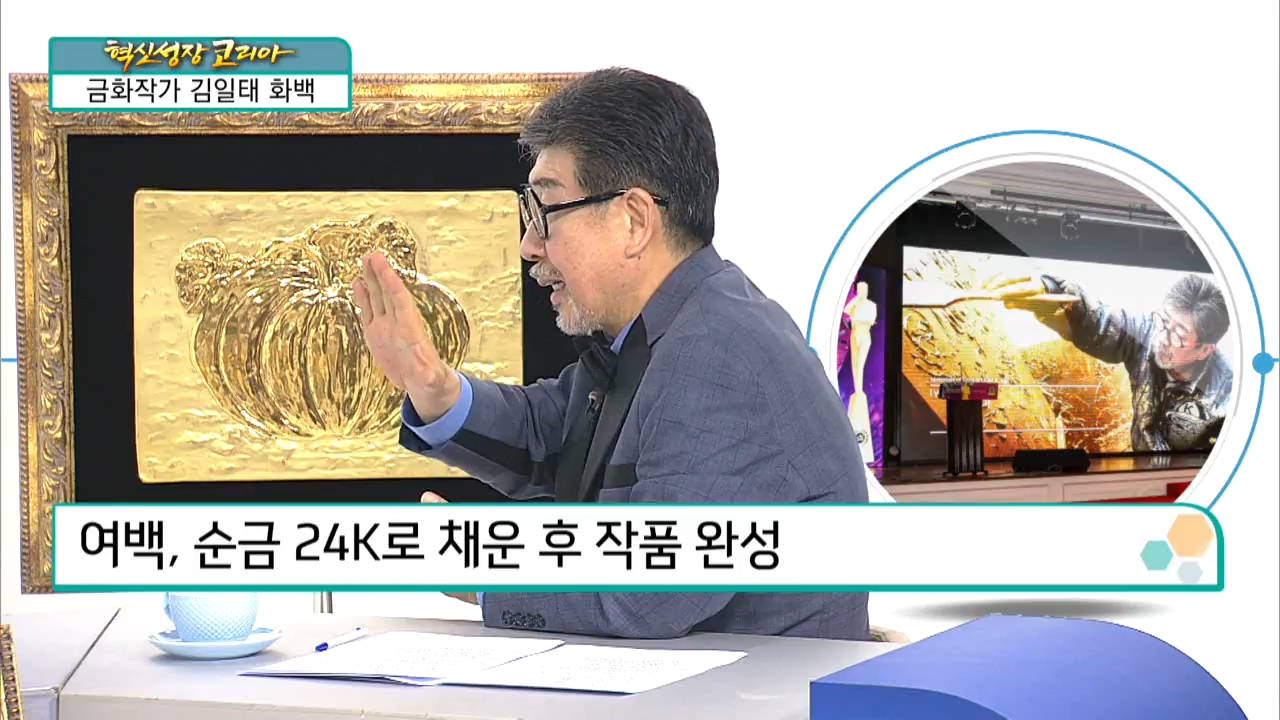 혁신성장 코리아
금화작가 김일태 화백
여백, 순금 24K로 채운 후 작품 완성